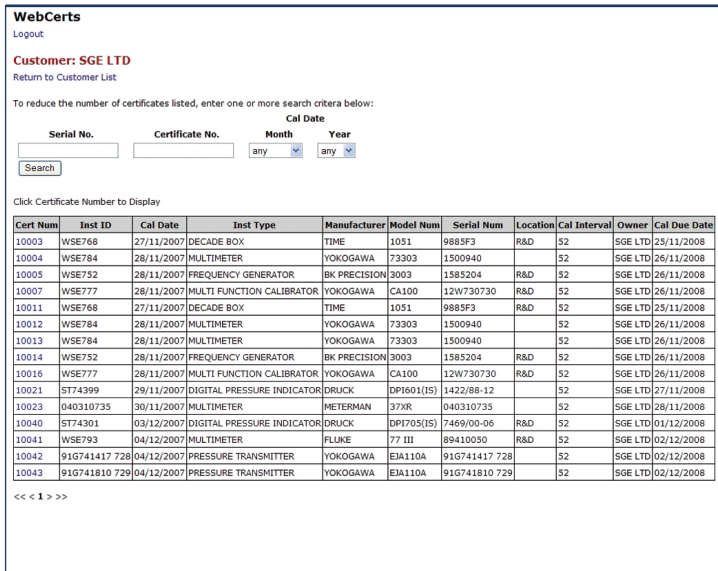 WebCerts
Logout
Customer: SGE LTD
Return to Customer List
To reduce the number of certificates listed, enter one or more search critera below:
Cal Date
Serial No. Certificate No. Month Year
any any
Search
Click Certificate Number to Display
Cert Num Inst ID Cal Date Inst Type Manufacturer Model Num Serial Num Location Cal Interval Owner Cal Due Date
10003 WSE768 27/11/2007 DECADE BOX TIME 1051 9885F3 R&D 52 SGE LTD 25/11/2008
10004 WSE784 28/11/2007 MULTIMETER YOKOGAWA 73303 1500940 52 SGE LTD 26/11/2008
10005 WSE752 28/11/2007 FREQUENCY GENERATOR BK PRECISION 3003 1585204 R&D 52 SGE LTD 26/11/2008
10007 WSE777 28/11/2007 MULTI FUNCTION CALIBRATOR YOKOGAWA CA100 12W730730 R&D 52 SGE LTD 26/11/2008
10011 WSE768 27/11/2007 DECADE BOX TIME 1051 9885F3 R&D 52 SGE LTD 25/11/2008
10012 WSE784 28/11/2007 MULTIMETER YOKOGAWA 73303 1500940 52 SGE LTD 26/11/2008
10013 WSE784 28/11/2007 MULTIMETER YOKOGAWA 73303 1500940 52 SGE LTD 26/11/2008
10014 WSE752 28/11/2007 FREQUENCY GENERATOR BK PRECISION 3003 1585204 R&D 52 SGE LTD 26/11/2008
10016 WSE777 28/11/2007 MULTI FUNCTION CALIBRATOR YOKOGAWA CA100 12W730730 R&D 52 SGE LTD 26/11/2008
10021 ST74399 29/11/2007 DIGITAL PRESSURE INDICATOR DRUCK DPI601(IS) 1422/88-12 52 SGE LTD 27/11/2008
10023 040310735 30/11/2007 MULTIMETER METERMAN 37XR 040310735 52 SGE LTD 28/11/2008
10040 ST74301 03/12/2007 DIGITAL PRESSURE INDICATOR DRUCK DPI705(IS) 7469/00-06 R&D 52 SGE LTD 01/12/2008
10041 WSE793 04/12/2007 MULTIMETER FLUKE 77 III 89410050 R&D 52 SGE LTD 02/12/2008
10042 91G741417 728 04/12/2007 PRESSURE TRANSMITTER YOKOGAWA EJA110A 91G741417 728 52 SGE LTD 02/12/2008
10043 91G741810 729 04/12/2007 PRESSURE TRANSMITTER YOKOGAWA EJA110A 91G741810 729 52 SGE LTD 02/12/2008
<< < 1 > >>